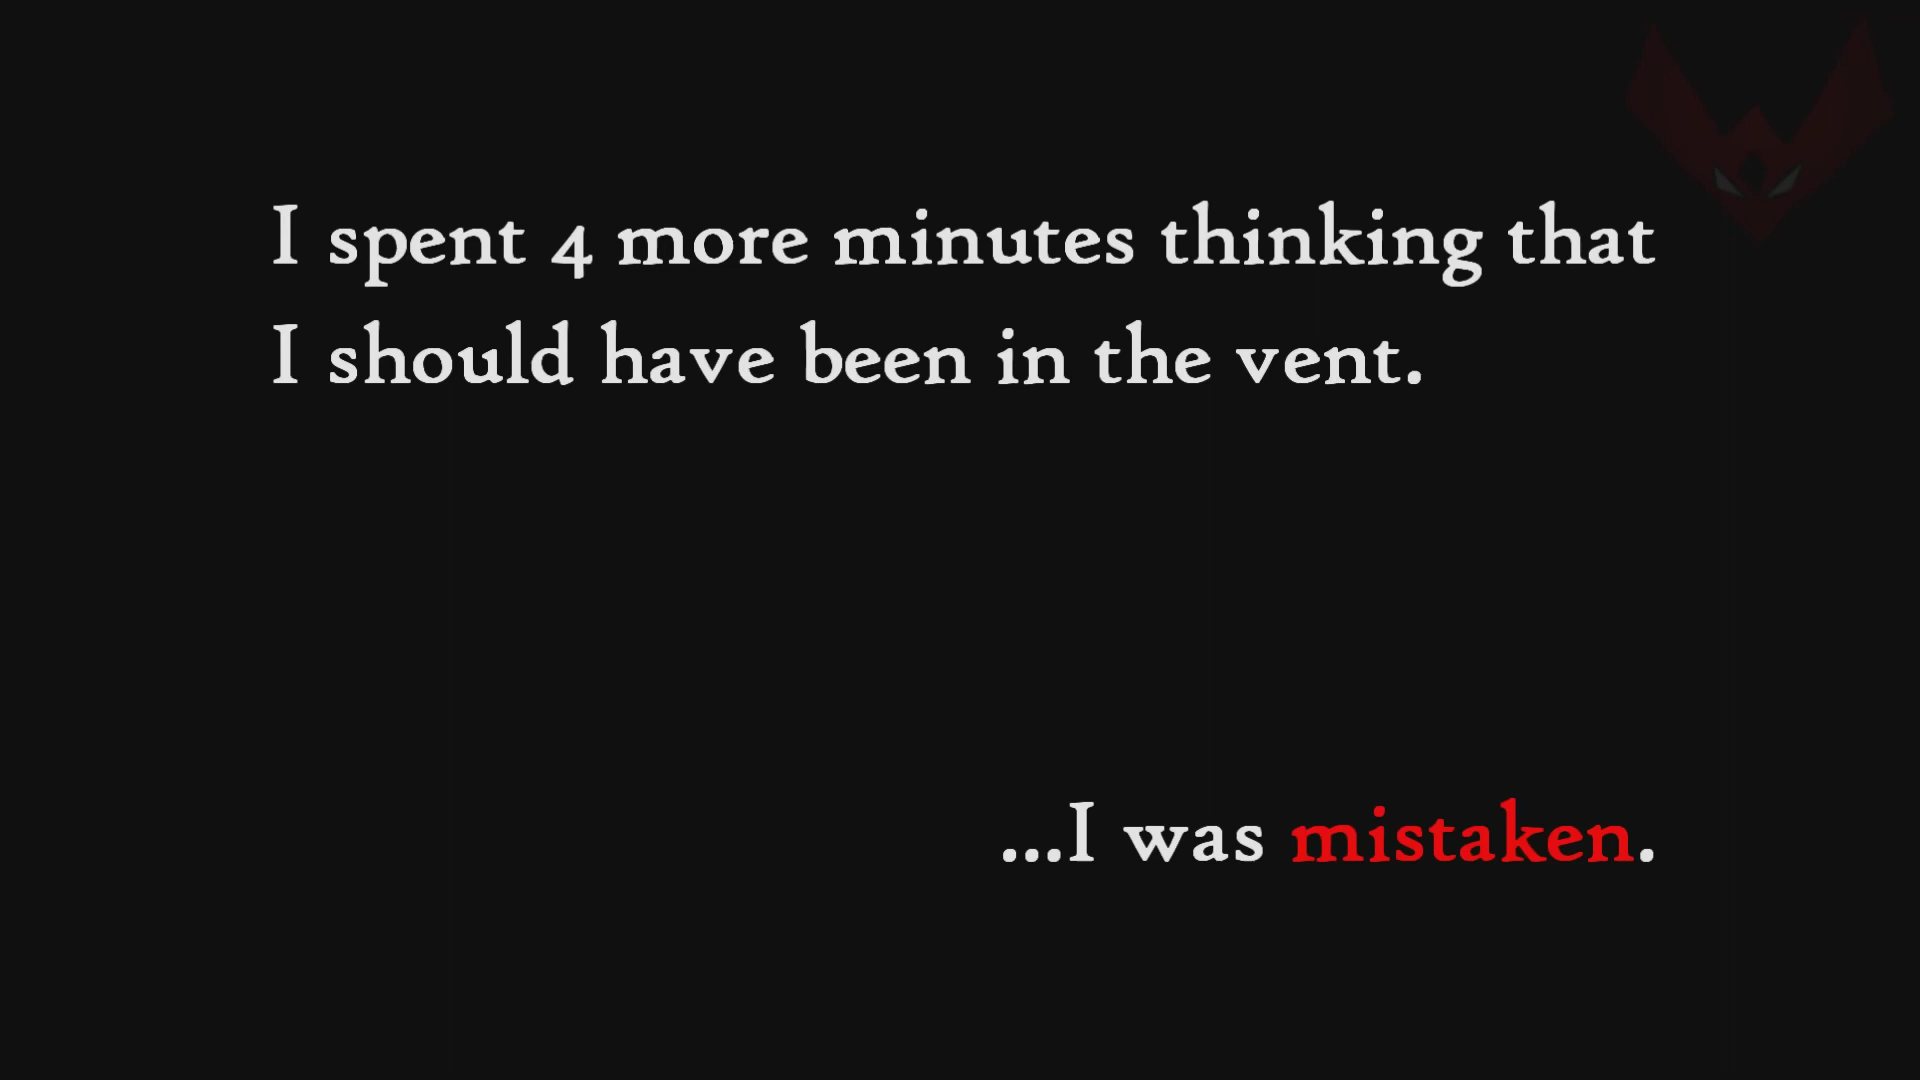 I spent 4 more minutes thinking that
I should have been in the vent.
...I was mistaken.